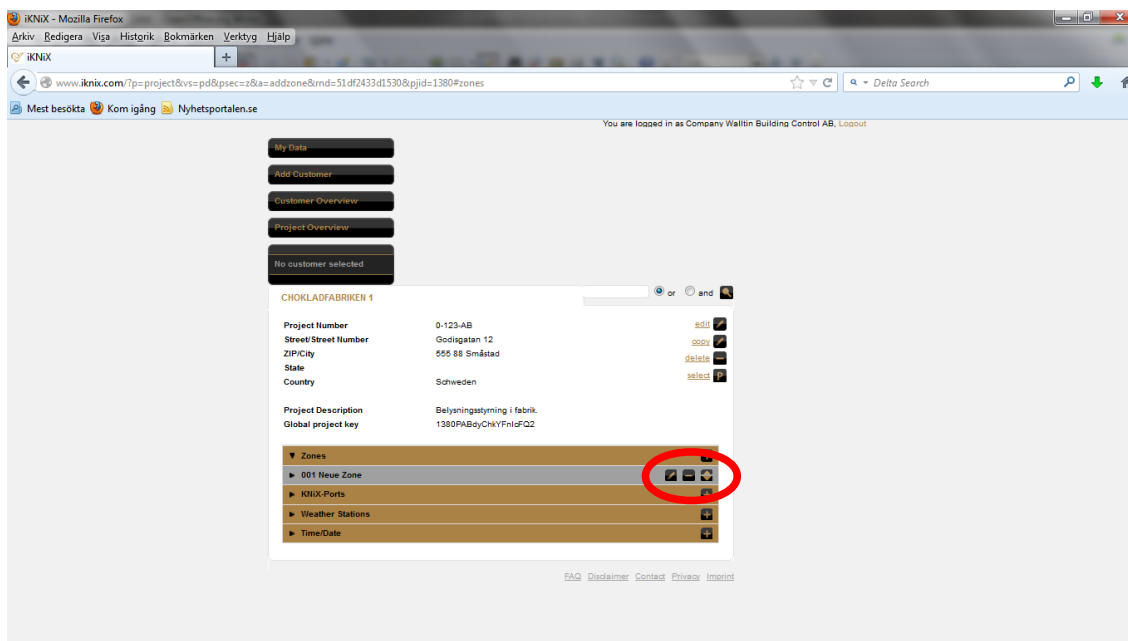 iKNiX - Mozilla Firefox
Arkiv Redigera Visa Historik Bokmärken Verktyg Hjälp
iKNiX
www.iknix.com/?p=project&vs=pd&psec=z&a=addzone&rnd=51df2433d1530&pjid=1380#zones
Delta Search
Mest besökta Kom igång Nyhetsportalen.se
You are logged in as Company Walltin Building Control AB, Logout
My Data
Add Customer
Customer Overview
Project Overview
No customer selected
CHOKLADFABRIKEN 1 or and
Project Number 0-123-AB edit
Street/Street Number Godisgatan 12 copy
ZIP/City 555 88 Småstad delete
State
Country Schweden select P
Project Description Belysningsstyrning i fabrik.
Global project key 1380PABdyChkYFnIoFQ2
Zones
001 Neue Zone
KNiX-Ports
Weather Stations
Time/Date
FAQ Disclaimer Contact Privacy Imprint